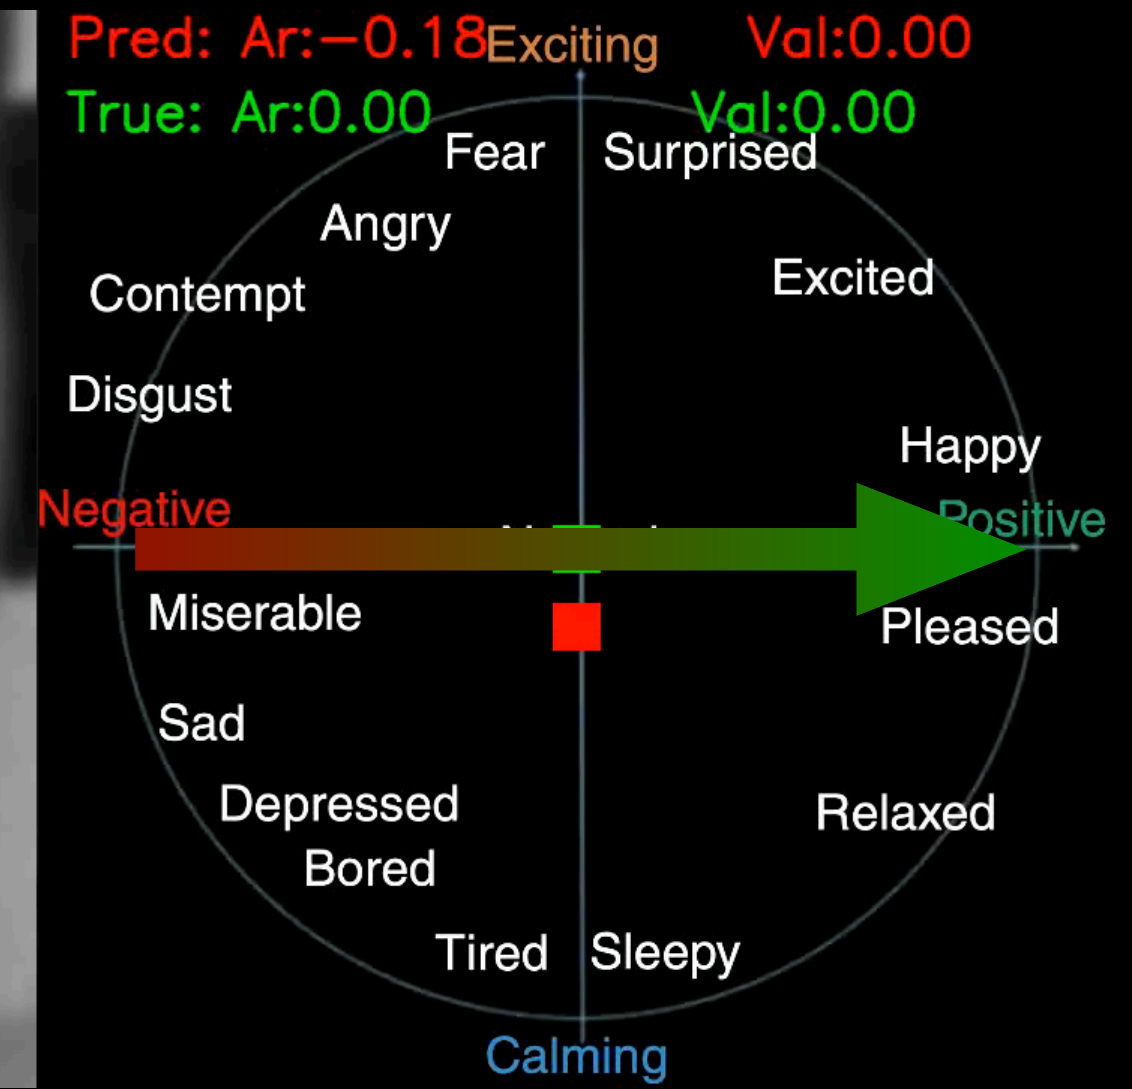 Pred: Ar:-0.18 Exciting Val:0.00
True: Ar:0.00 Val:0.00
Fear Surprised
Angry
Excited
Contempt
Disgust
Happy
Negative Positive
Miserable
Pleased
Sad
Depressed
Relaxed
Bored
Tired Sleepy
Calming